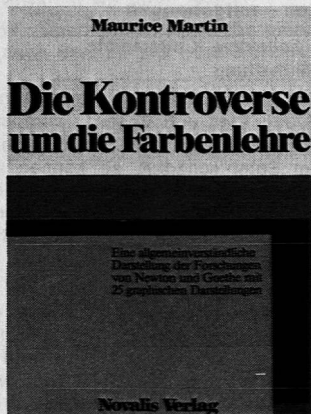 Maurice Martin
Die Kontroverse
um die Farbenlehre
Eine allgemeinverständliche
Darstellung der Forschungen
von Newton und Goethe mit
25 graphischen Darstellungen
Novalis Verlag